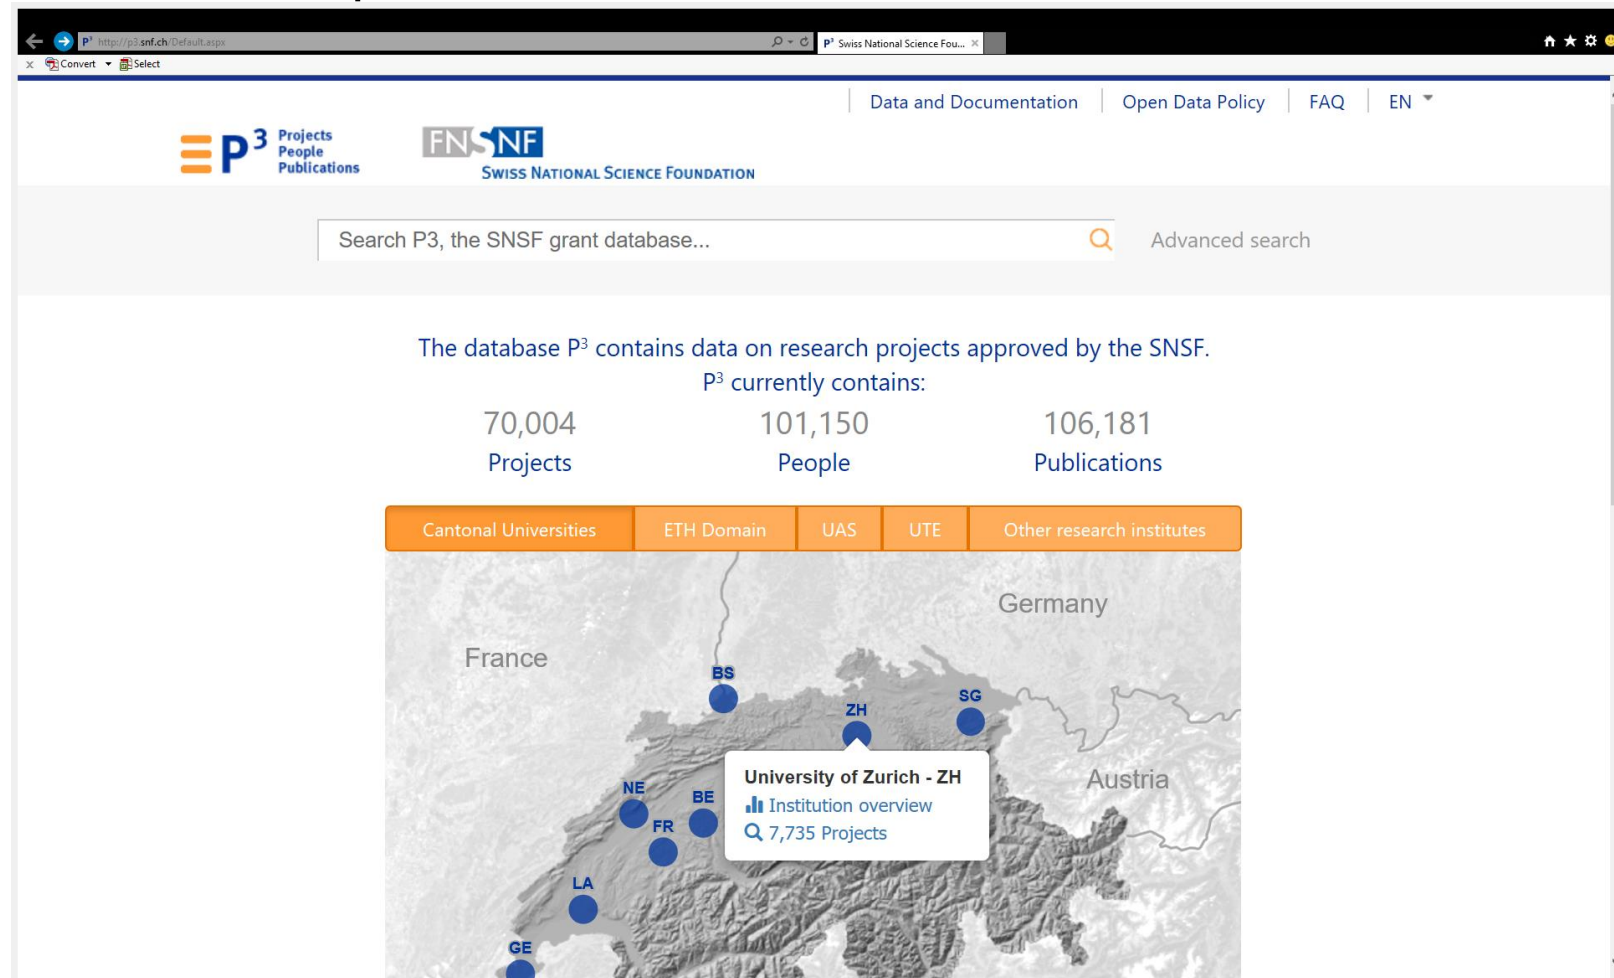 http://p3.snf.ch/Default.aspx
P³ Swiss National Science Fou...
x Convert Select
Data and Documentation
Open Data Policy
FAQ
EN
P³ Projects
People
Publications
FNSNF
SWISS NATIONAL SCIENCE FOUNDATION
Search P3, the SNSF grant database...
Advanced search
The database P³ contains data on research projects approved by the SNSF.
P³ currently contains:
70,004 101,150 106,181
Projects People Publications
Cantonal Universities ETH Domain UAS UTE Other research institutes
Germany
France
BS
SG
ZH
University of Zurich - ZH
Institution overview
7,735 Projects
Austria
NE
BE
FR
LA
GE